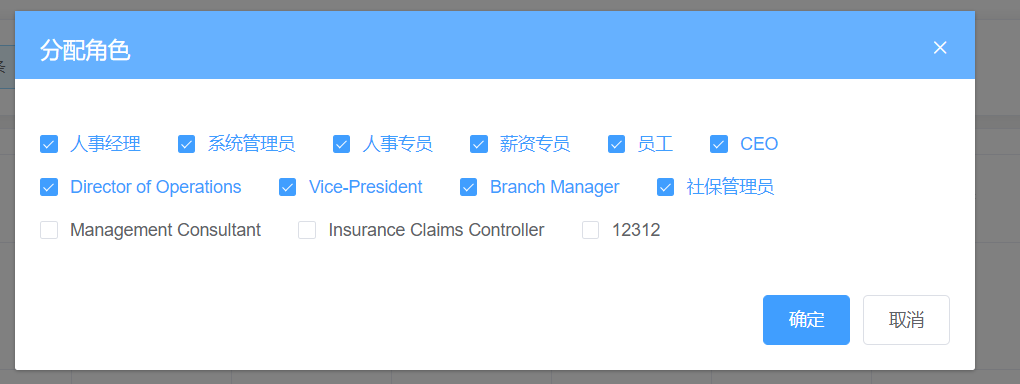 分配角色
人事经理 系统管理员 人事专员 薪资专员 员工 CEO
Director of Operations Vice-President Branch Manager 社保管理员
Management Consultant Insurance Claims Controller 12312
确定 取消